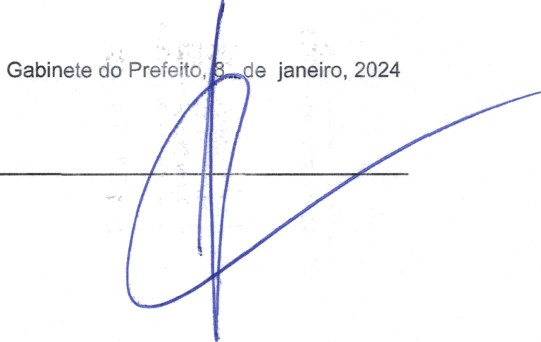 Gabinete do Prefeito, 3 de janeiro, 2024